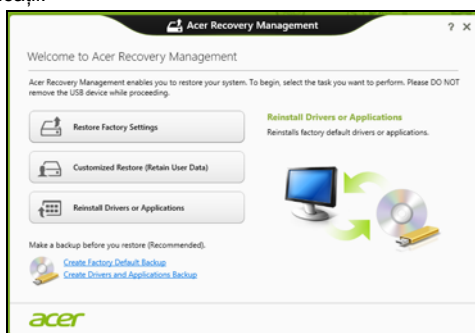 Acer Recovery Management
? ×
Welcome to Acer Recovery Management
Acer Recovery Management enables you to restore your system. To begin, select the task you want to perform. Please DO NOT
remove the USB device while proceeding.
Restore Factory Settings
Customized Restore (Retain User Data)
Reinstall Drivers or Applications
Reinstall Drivers or Applications
Reinstalls factory default drivers or applications.
Make a backup before you restore (Recommended).
Create Factory Default Backup
Create Drivers and Applications Backup
acer